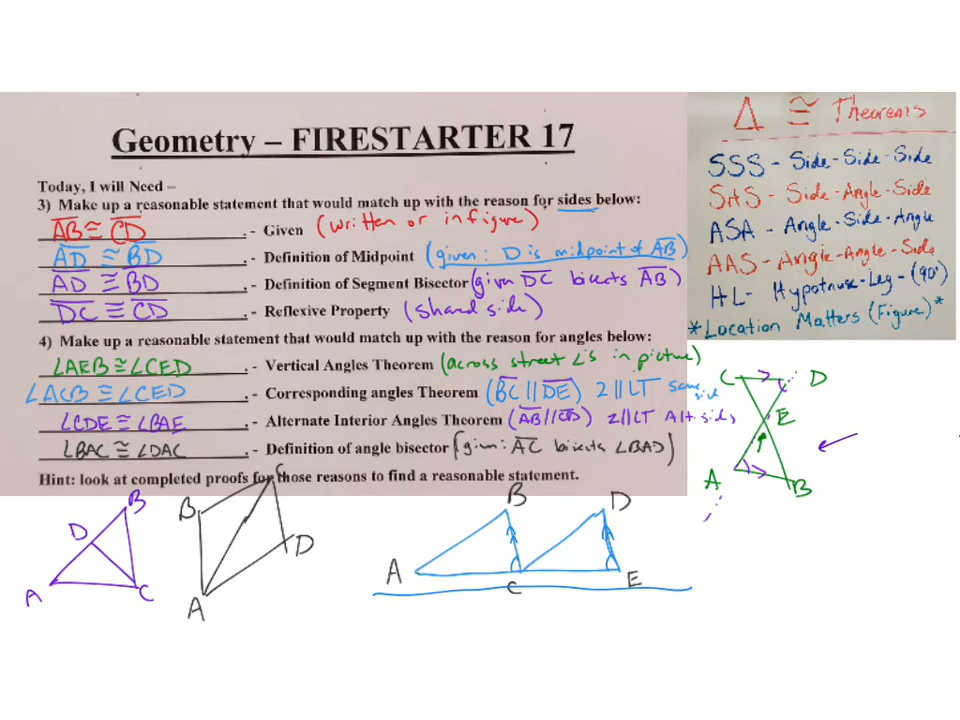 Geometry – FIRESTARTER 17
Today, I will Need –
3) Make up a reasonable statement that would match up with the reason for sides below:
AB ≅ CD . - Given (written or in figure)
AD ≅ BD . - Definition of Midpoint (given: D is midpoint of AB)
AD ≅ BD . - Definition of Segment Bisector (given DC bisects AB)
DC ≅ CD . - Reflexive Property (shared side)
4) Make up a reasonable statement that would match up with the reason for angles below:
∠AEB ≅ ∠CED . - Vertical Angles Theorem (across street ∠'s in picture)
∠ACB ≅ ∠CED . - Corresponding angles Theorem (BC // DE) 2 // LT Same side
∠CDE ≅ ∠BAE . - Alternate Interior Angles Theorem (AB // CD) 2 // LT Alt sides
∠BAC ≅ ∠DAC . - Definition of angle bisector (given: AC bisects ∠BAD)
Hint: look at completed proofs for those reasons to find a reasonable statement.
Δ ≅ Theorems
SSS - Side-Side-Side
SAS - Side-Angle-Side
ASA - Angle-Side-Angle
AAS - Angle-Angle-Side
HL - Hypotnuse-Leg-(90°)
*Location Matters (Figure)*
C D
E
A B
D B
A C
B C
D
A
B D
A C E